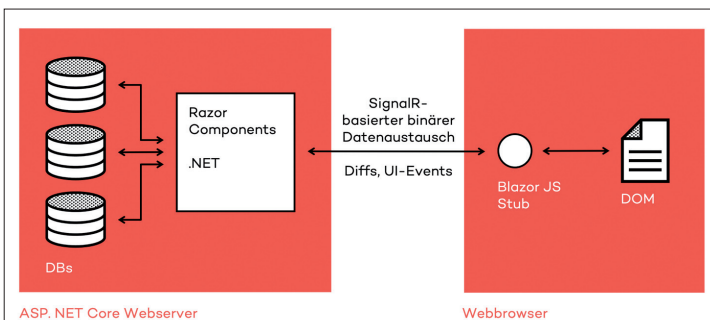 Razor
Components
.NET
DBs
ASP. NET Core Webserver
SignalR-
basierter binärer
Datenaustausch
Diffs, UI-Events
Blazor JS
Stub
DOM
Webbrowser